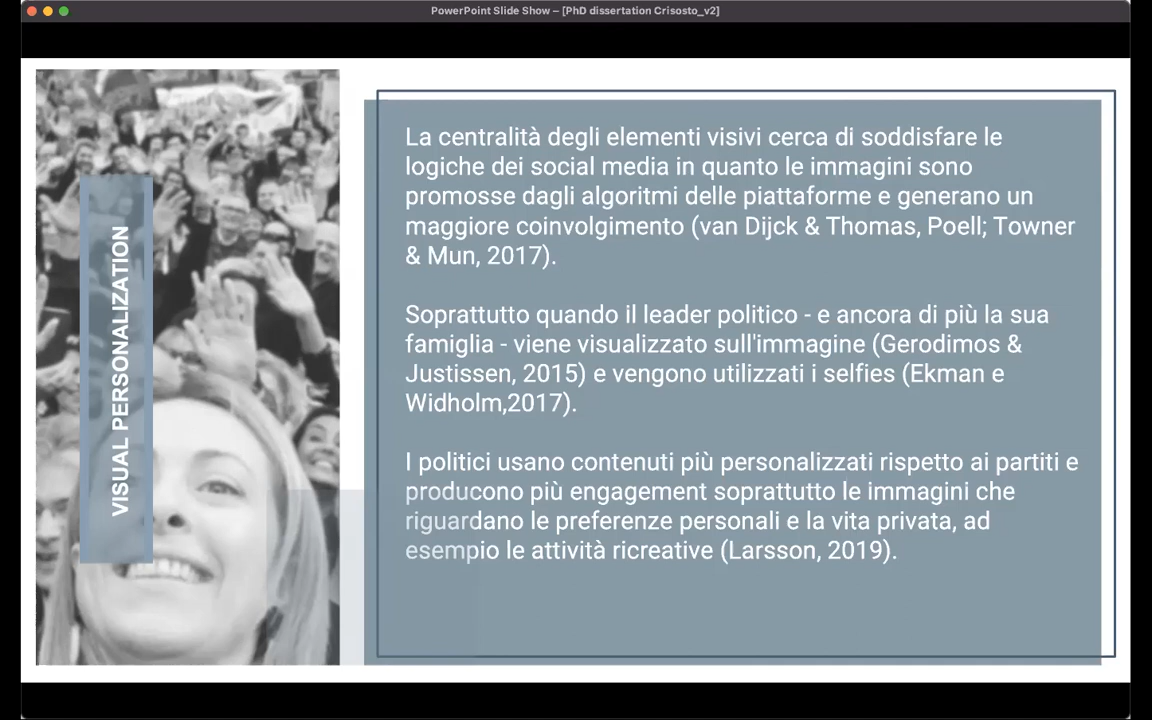 PowerPoint Slide Show – [PhD dissertation Crisosto_v2]
VISUAL PERSONALIZATION
La centralità degli elementi visivi cerca di soddisfare le
logiche dei social media in quanto le immagini sono
promosse dagli algoritmi delle piattaforme e generano un
maggiore coinvolgimento (van Dijck & Thomas, Poell; Towner
& Mun, 2017).
Soprattutto quando il leader politico - e ancora di più la sua
famiglia - viene visualizzato sull'immagine (Gerodimos &
Justissen, 2015) e vengono utilizzati i selfies (Ekman e
Widholm,2017).
I politici usano contenuti più personalizzati rispetto ai partiti e
producono più engagement soprattutto le immagini che
riguardano le preferenze personali e la vita privata, ad
esempio le attività ricreative (Larsson, 2019).